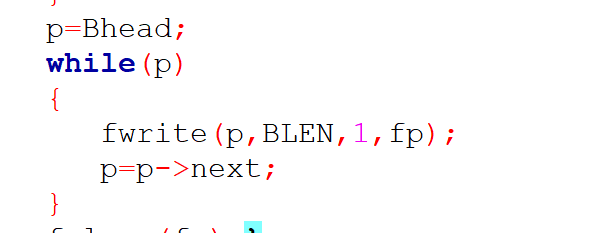 p=Bhead;
while(p)
{
fwrite(p,BLEN,1,fp);
p=p->next;
}